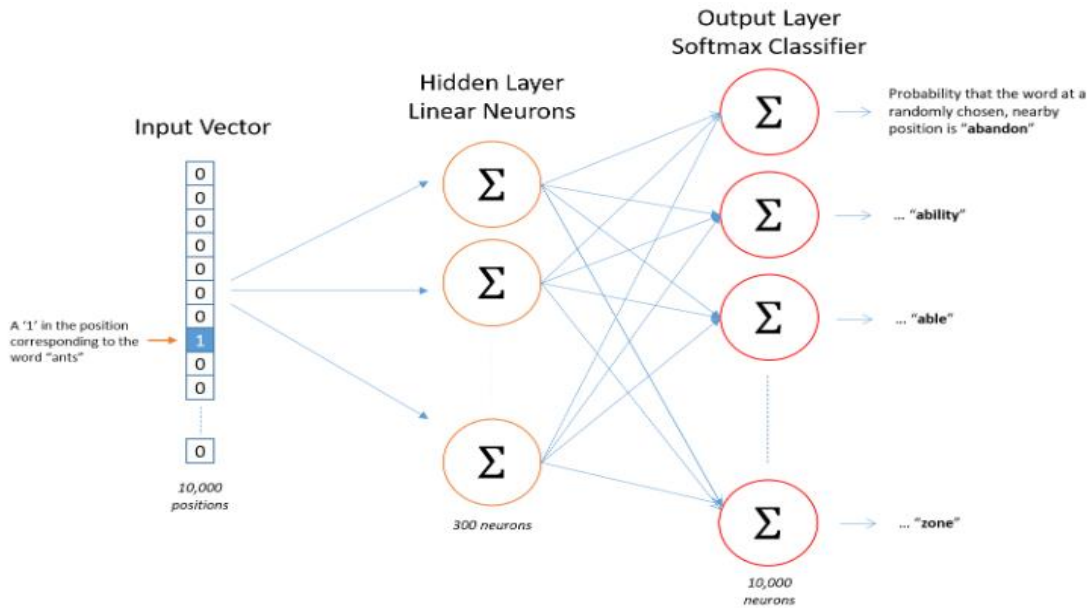 Output Layer
Softmax Classifier
Hidden Layer
Linear Neurons
Input Vector
0
0
0
0
0
0
0
1
0
0
0
A ‘1’ in the position
corresponding to the
word “ants”
10,000
positions
Σ
Σ
Σ
300 neurons
Σ
Σ
Σ
Σ
10,000
neurons
Probability that the word at a
randomly chosen, nearby
position is “abandon”
... “ability”
... “able”
... “zone”